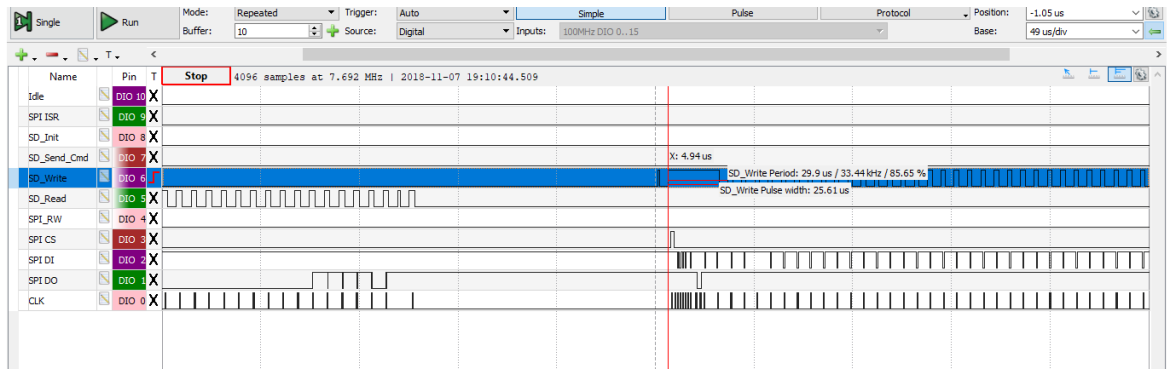 Single Run Mode: Repeated Trigger: Auto Simple Pulse Protocol Position: -1.05 us
Buffer: 10 Source: Digital Inputs: 100MHz DIO 0..15 Base: 49 us/div
T
Name Pin T Stop 4096 samples at 7.692 MHz | 2018-11-07 19:10:44.509
Idle DIO 10 X
SPI ISR DIO 9 X
SD_Init DIO 8 X
SD_Send_Cmd DIO 7 X X: 4.94 us
SD_Write DIO 6 SD_Write Period: 29.9 us / 33.44 kHz / 85.65 %
SD_Write Pulse width: 25.61 us
SD_Read DIO 5 X
SPI_RW DIO 4 X
SPI CS DIO 3 X
SPI DI DIO 2 X
SPI DO DIO 1 X
CLK DIO 0 X